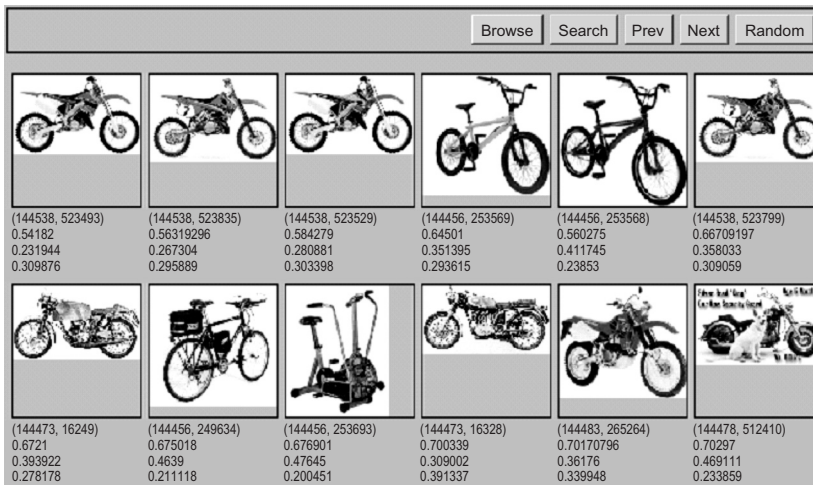 Browse Search Prev Next Random
(144538, 523493) (144538, 523835) (144538, 523529) (144456, 253569) (144456, 253568) (144538, 523799)
0.54182 0.56319296 0.584279 0.64501 0.560275 0.66709197
0.231944 0.267304 0.280881 0.351395 0.411745 0.358033
0.309876 0.295889 0.303398 0.293615 0.23853 0.309059
(144473, 16249) (144456, 249634) (144456, 253693) (144473, 16328) (144483, 265264) (144478, 512410)
0.6721 0.675018 0.676901 0.700339 0.70170796 0.70297
0.393922 0.4639 0.47645 0.309002 0.36176 0.469111
0.278178 0.211118 0.200451 0.391337 0.339948 0.233859